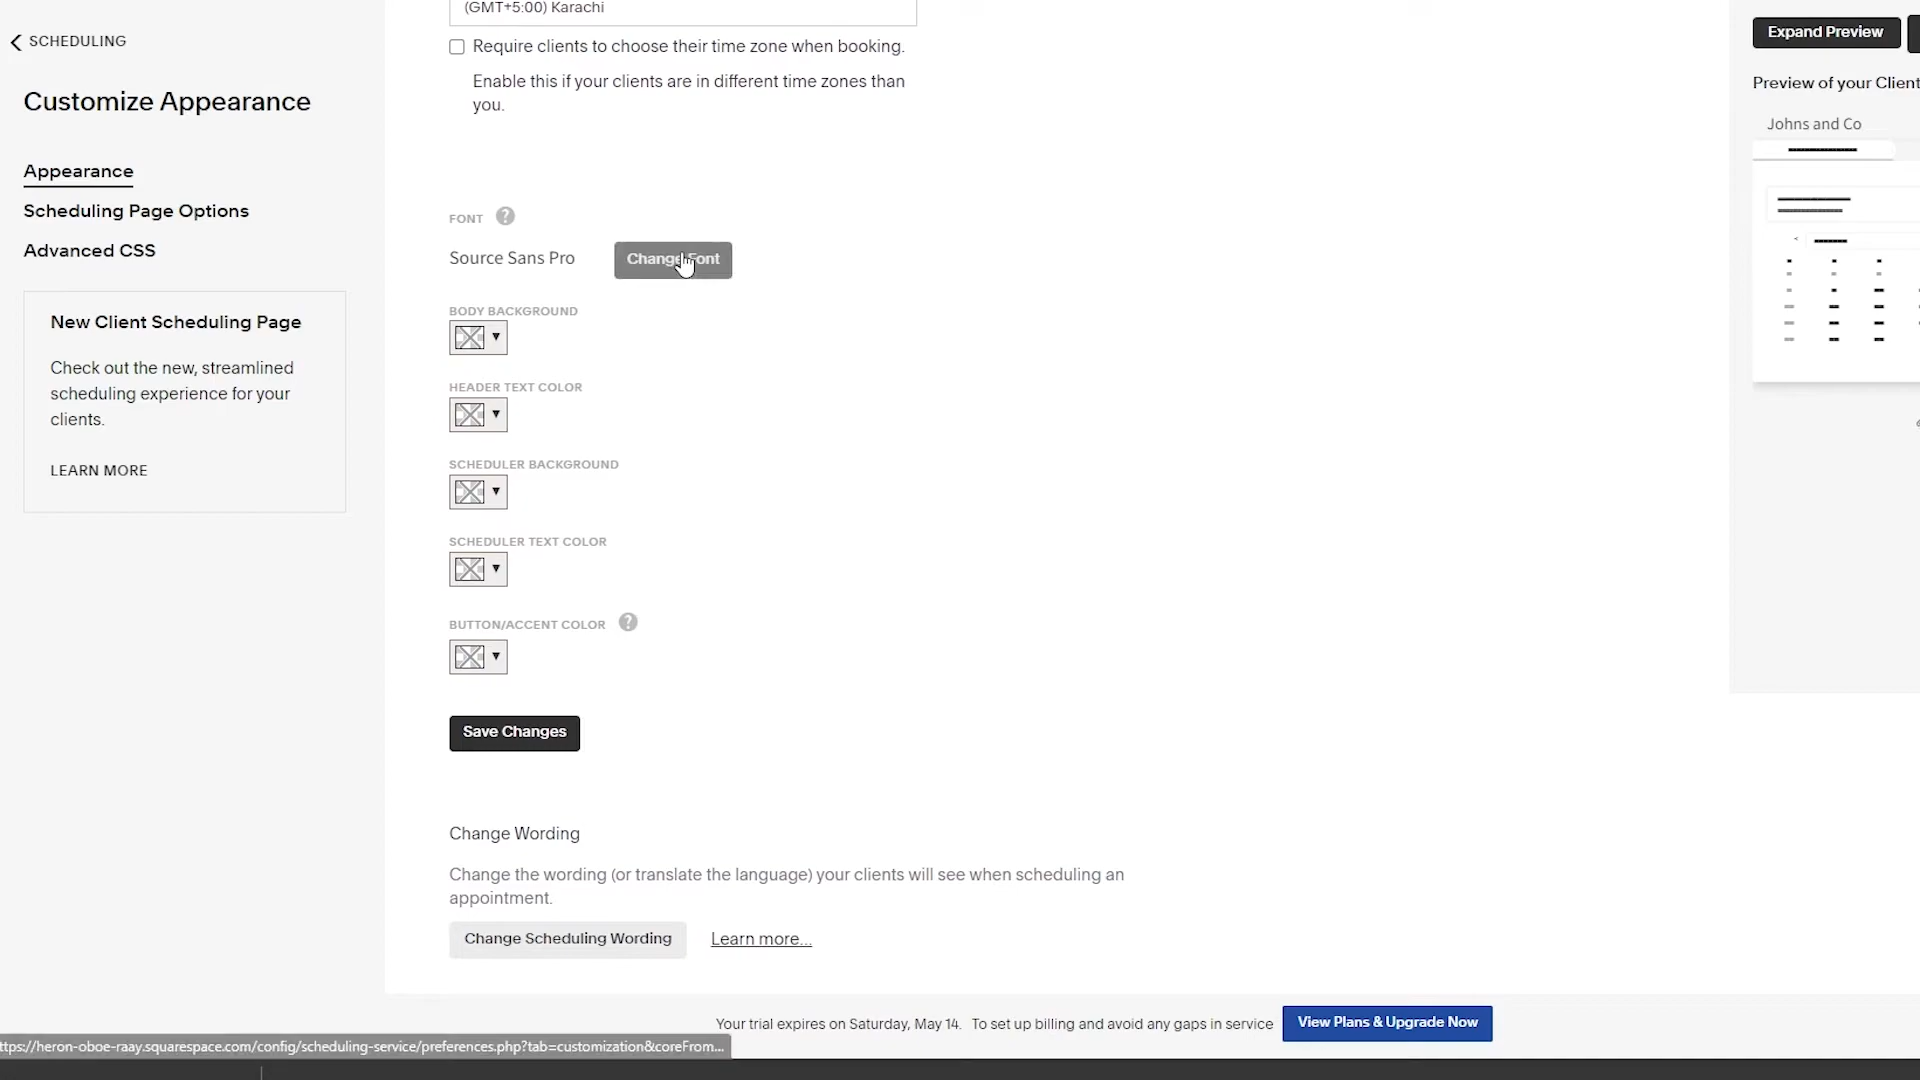 SCHEDULING
Customize Appearance
Appearance
Scheduling Page Options
Advanced CSS
New Client Scheduling Page
Check out the new, streamlined
scheduling experience for your
clients.
LEARN MORE
(GMT+5:00) Karachi
Require clients to choose their time zone when booking.
Enable this if your clients are in different time zones than
you.
FONT ?
Source Sans Pro
Change Font
BODY BACKGROUND
HEADER TEXT COLOR
SCHEDULER BACKGROUND
SCHEDULER TEXT COLOR
BUTTON/ACCENT COLOR ?
Save Changes
Change Wording
Change the wording (or translate the language) your clients will see when scheduling an
appointment.
Change Scheduling Wording
Learn more...
Expand Preview
Preview of your Client
Johns and Co
Your trial expires on Saturday, May 14. To set up billing and avoid any gaps in service
View Plans & Upgrade Now
ttps://heron-oboe-raay.squarespace.com/config/scheduling-service/preferences.php?tab=customization&coreFrom...